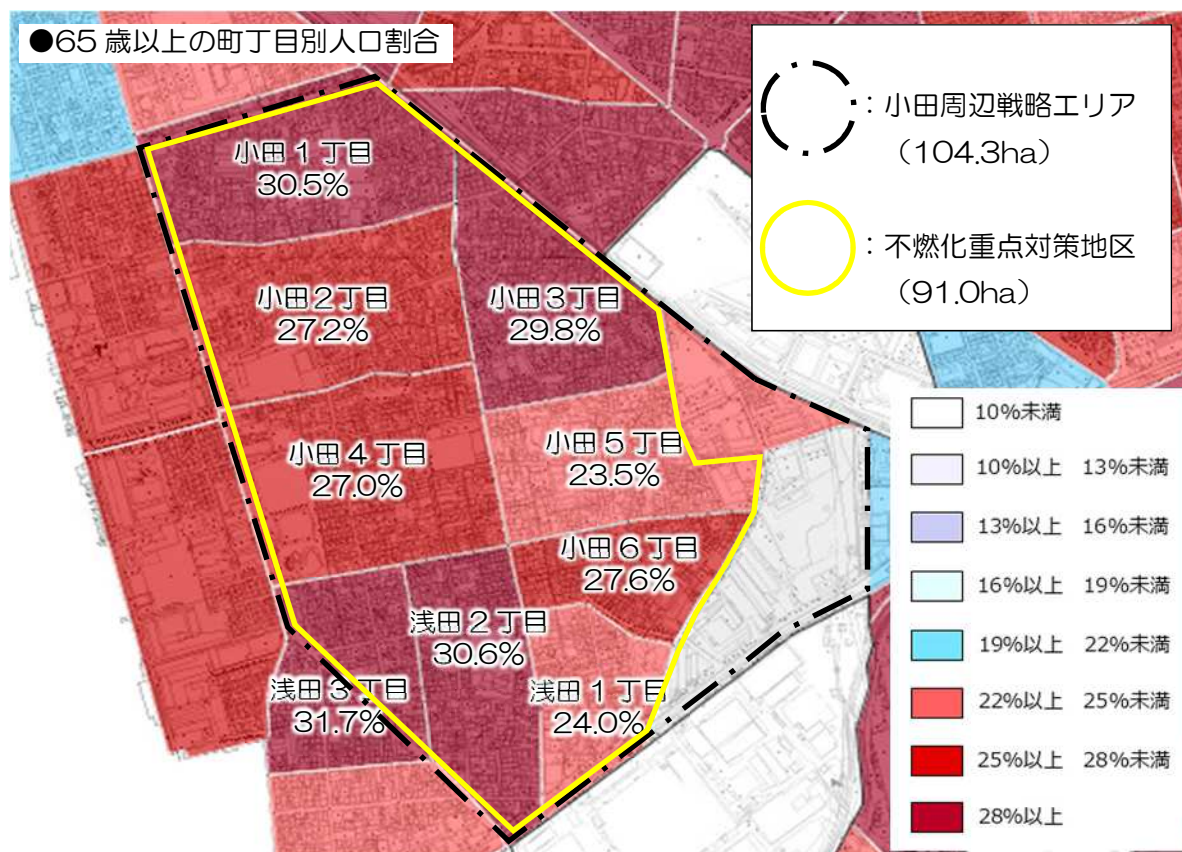 ●65 歳以上の町丁目別人口割合
：小田周辺戦略エリア
（104.3ha）
：不燃化重点対策地区
（91.0ha）
小田 1 丁目
30.5%
小田 2 丁目
27.2%
小田 3 丁目
29.8%
小田 4 丁目
27.0%
小田 5 丁目
23.5%
小田 6 丁目
27.6%
浅田 2 丁目
30.6%
浅田 3 丁目
31.7%
浅田 1 丁目
24.0%
10%未満
10%以上 13%未満
13%以上 16%未満
16%以上 19%未満
19%以上 22%未満
22%以上 25%未満
25%以上 28%未満
28%以上